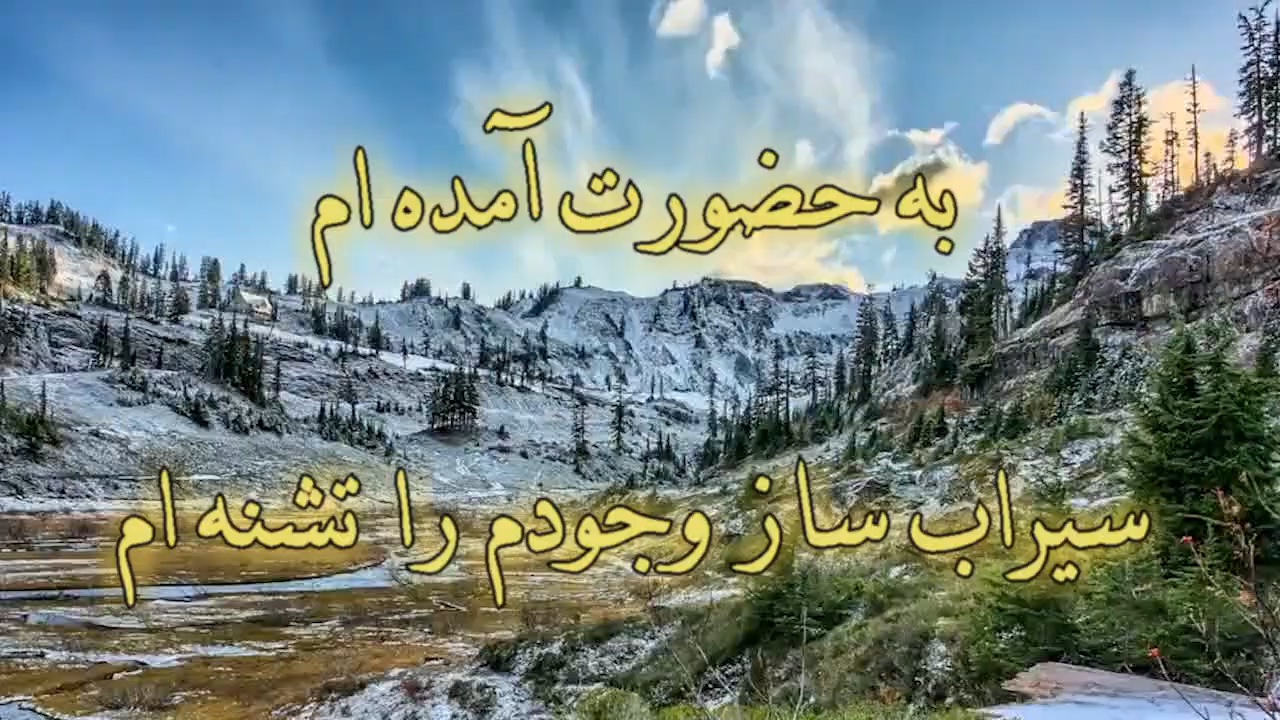 به حضورت آمده ام
سیراب ساز وجودم را تشنه ام